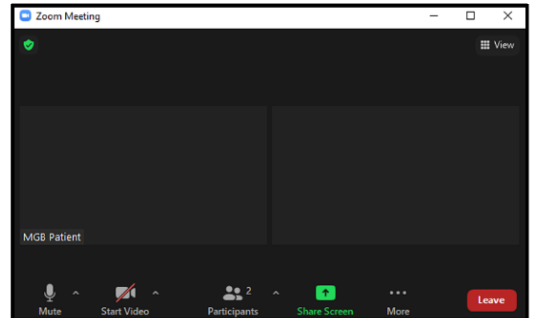 Zoom Meeting
View
MGB Patient
2
Mute Start Video Participants Share Screen More Leave